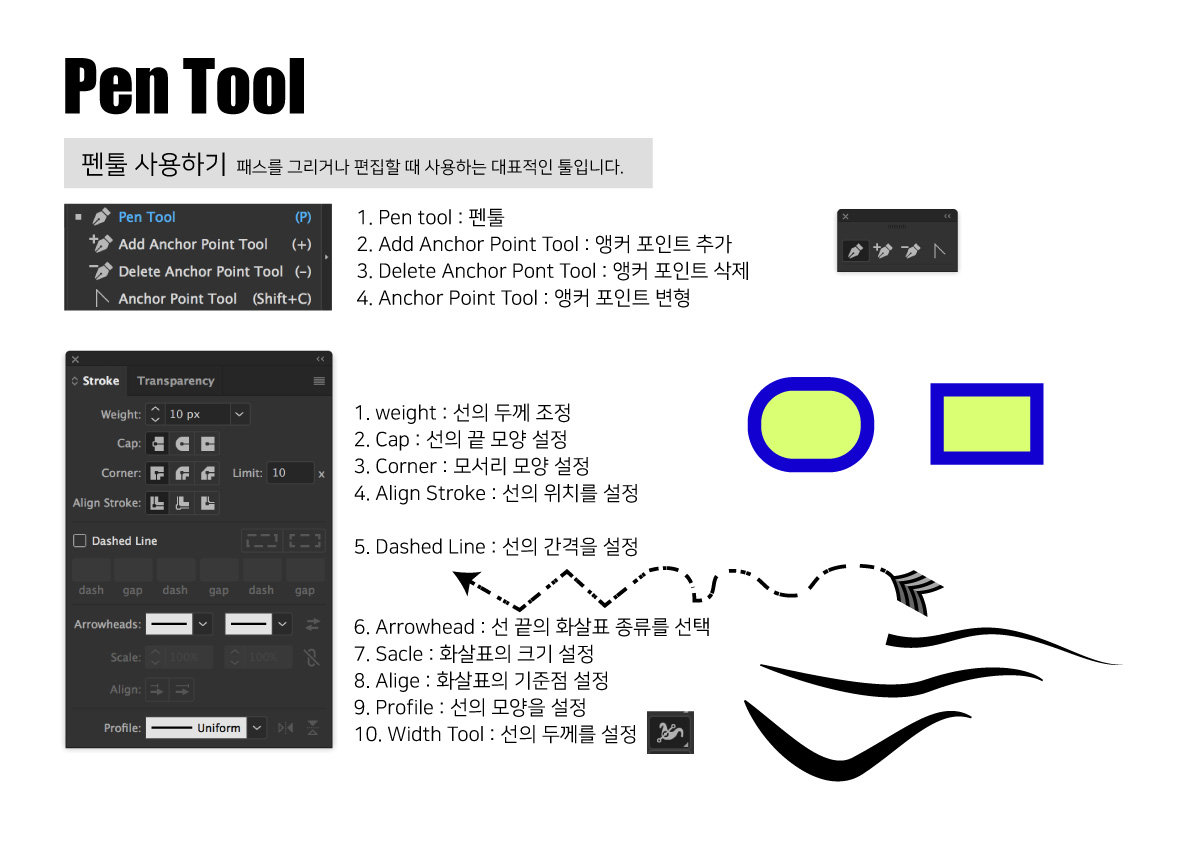 Pen Tool
펜툴 사용하기 패스를 그리거나 편집할 때 사용하는 대표적인 툴입니다.
Pen Tool (P)
Add Anchor Point Tool (+)
Delete Anchor Point Tool (-)
Anchor Point Tool (Shift+C)
1. Pen tool : 펜툴
2. Add Anchor Point Tool : 앵커 포인트 추가
3. Delete Anchor Pont Tool : 앵커 포인트 삭제
4. Anchor Point Tool : 앵커 포인트 변형
Stroke Transparency
Weight: 10 px
Cap:
Corner: Limit: 10 x
Align Stroke:
Dashed Line
dash gap dash gap dash gap
Arrowheads:
Scale: 100% 100%
Align:
Profile: Uniform
1. weight : 선의 두께 조정
2. Cap : 선의 끝 모양 설정
3. Corner : 모서리 모양 설정
4. Align Stroke : 선의 위치를 설정
5. Dashed Line : 선의 간격을 설정
6. Arrowhead : 선 끝의 화살표 종류를 선택
7. Sacle : 화살표의 크기 설정
8. Alige : 화살표의 기준점 설정
9. Profile : 선의 모양을 설정
10. Width Tool : 선의 두께를 설정